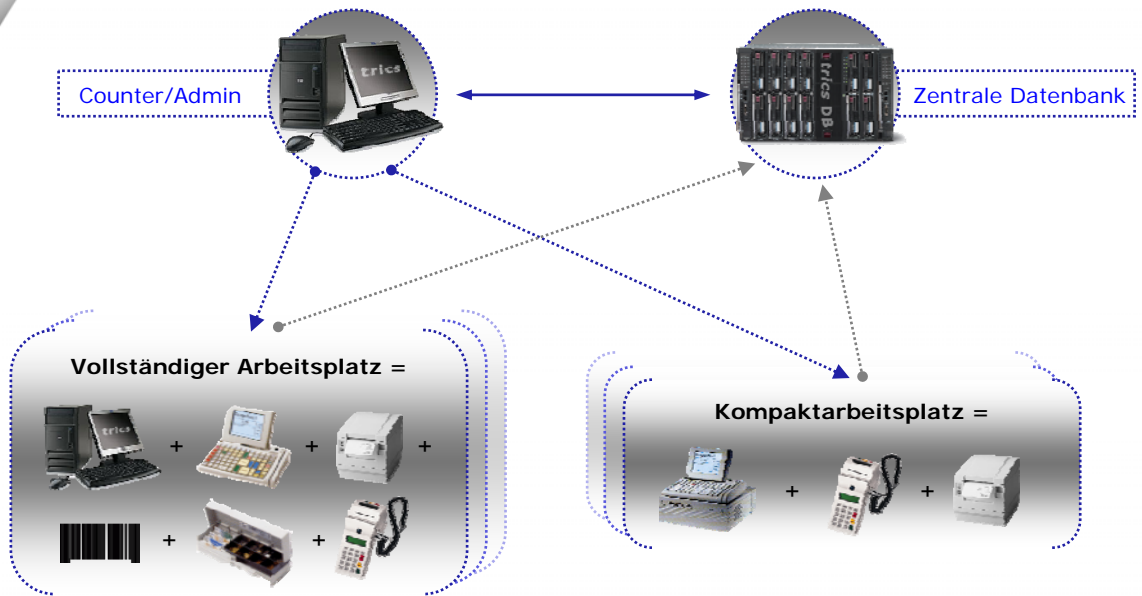 trics
Counter/Admin
trics DB
Zentrale Datenbank
Vollständiger Arbeitsplatz =
trics
+
+
+
+
+
Kompaktarbeitsplatz =
+
+